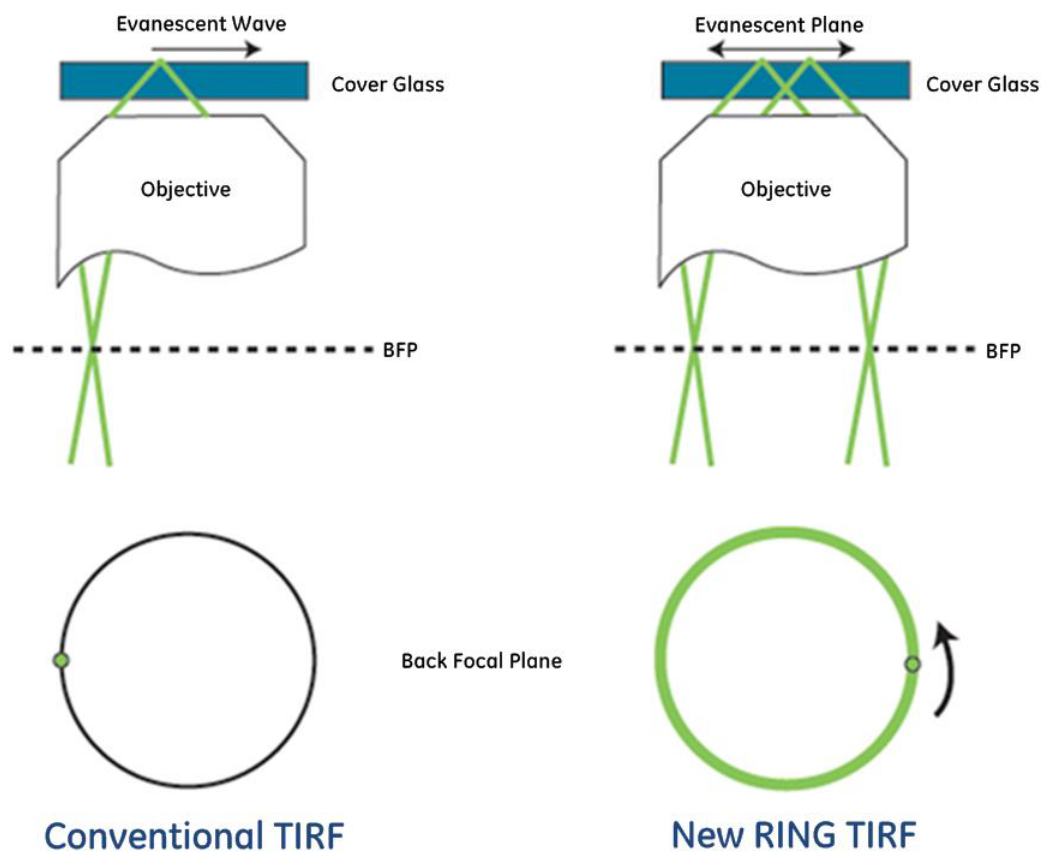 Evanescent Wave
Cover Glass
Objective
BFP
Evanescent Plane
Cover Glass
Objective
BFP
Back Focal Plane
Conventional TIRF
New RING TIRF